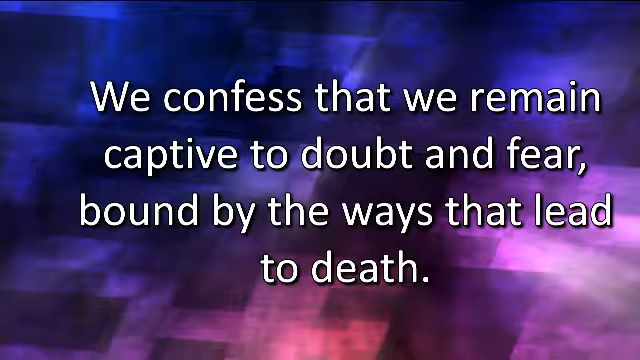 We confess that we remain
captive to doubt and fear,
bound by the ways that lead
to death.